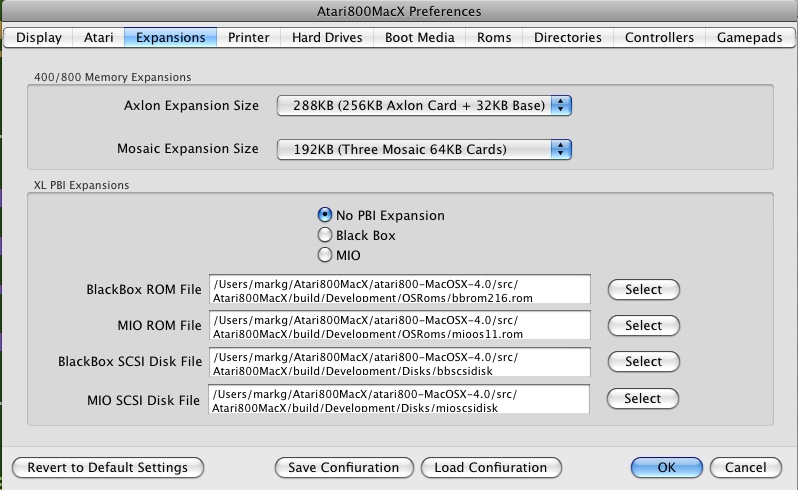 Atari800MacX Preferences
Display Atari Expansions Printer Hard Drives Boot Media Roms Directories Controllers Gamepads
400/800 Memory Expansions
Axlon Expansion Size 288KB (256KB Axlon Card + 32KB Base)
Mosaic Expansion Size 192KB (Three Mosaic 64KB Cards)
XL PBI Expansions
No PBI Expansion
Black Box
MIO
BlackBox ROM File /Users/markg/Atari800MacX/atari800-MacOSX-4.0/src/
Atari800MacX/build/Development/OSRoms/bbrom216.rom Select
MIO ROM File /Users/markg/Atari800MacX/atari800-MacOSX-4.0/src/
Atari800MacX/build/Development/OSRoms/mioos11.rom Select
BlackBox SCSI Disk File /Users/markg/Atari800MacX/atari800-MacOSX-4.0/src/
Atari800MacX/build/Development/Disks/bbscsidisk Select
MIO SCSI Disk File /Users/markg/Atari800MacX/atari800-MacOSX-4.0/src/
Atari800MacX/build/Development/Disks/mioscsidisk Select
Revert to Default Settings Save Confiuration Load Confiuration OK Cancel